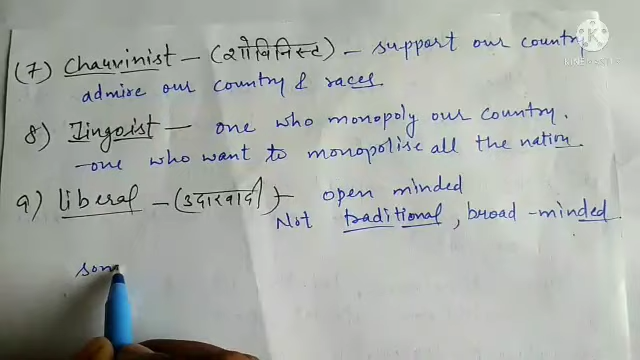 (7) Chauvinist – (शोविनिस्ट) – support our country
admire our country & races
8) Jingoist – one who monopoly our country.
– one who want to monopolise all the nation.
9) liberal – (उदारवादी) – open minded
Not traditional, broad-minded
som
KINEMASTER